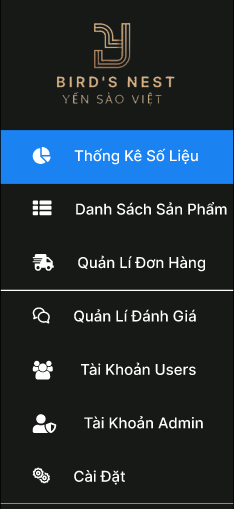 BIRD'S NEST
YẾN SÀO VIỆT
Thống Kê Số Liệu
Danh Sách Sản Phẩm
Quản Lí Đơn Hàng
Quản Lí Đánh Giá
Tài Khoản Users
Tài Khoản Admin
Cài Đặt